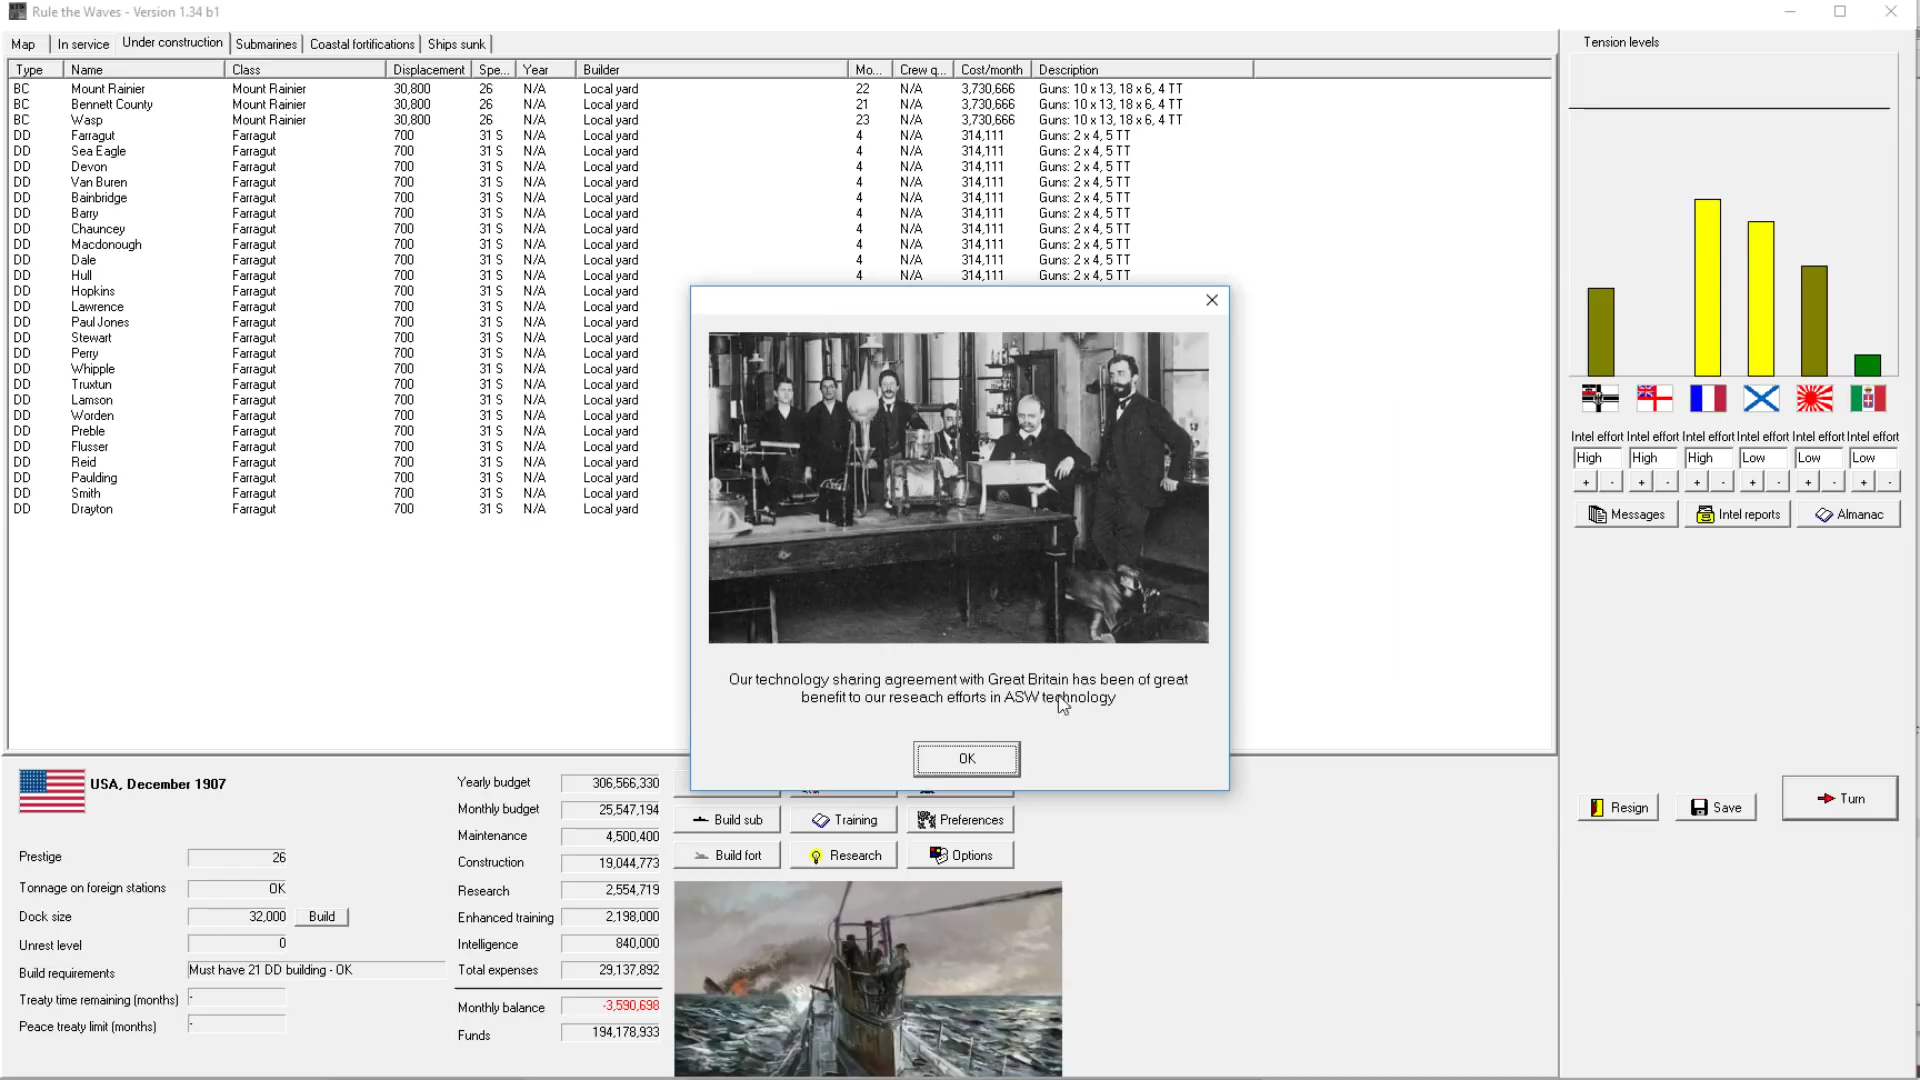 Rule the Waves - Version 1.34 b1
Map In service Under construction Submarines Coastal fortifications Ships sunk
Type Name Class Displacement Spe... Year Builder Mo... Crew q... Cost/month Description
BC Mount Rainier Mount Rainier 30,800 26 N/A Local yard 22 N/A 3,730,666 Guns: 10 x 13, 18 x 6, 4 TT
BC Bennett County Mount Rainier 30,800 26 N/A Local yard 21 N/A 3,730,666 Guns: 10 x 13, 18 x 6, 4 TT
BC Wasp Mount Rainier 30,800 26 N/A Local yard 23 N/A 3,730,666 Guns: 10 x 13, 18 x 6, 4 TT
DD Farragut Farragut 700 31 S N/A Local yard 4 N/A 314,111 Guns: 2 x 4, 5 TT
DD Sea Eagle Farragut 700 31 S N/A Local yard 4 N/A 314,111 Guns: 2 x 4, 5 TT
DD Devon Farragut 700 31 S N/A Local yard 4 N/A 314,111 Guns: 2 x 4, 5 TT
DD Van Buren Farragut 700 31 S N/A Local yard 4 N/A 314,111 Guns: 2 x 4, 5 TT
DD Bainbridge Farragut 700 31 S N/A Local yard 4 N/A 314,111 Guns: 2 x 4, 5 TT
DD Barry Farragut 700 31 S N/A Local yard 4 N/A 314,111 Guns: 2 x 4, 5 TT
DD Chauncey Farragut 700 31 S N/A Local yard 4 N/A 314,111 Guns: 2 x 4, 5 TT
DD Macdonough Farragut 700 31 S N/A Local yard 4 N/A 314,111 Guns: 2 x 4, 5 TT
DD Dale Farragut 700 31 S N/A Local yard 4 N/A 314,111 Guns: 2 x 4, 5 TT
DD Hull Farragut 700 31 S N/A Local yard 4 N/A 314,111 Guns: 2 x 4, 5 TT
DD Hopkins Farragut 700 31 S N/A Local yard
DD Lawrence Farragut 700 31 S N/A Local yard
DD Paul Jones Farragut 700 31 S N/A Local yard
DD Stewart Farragut 700 31 S N/A Local yard
DD Perry Farragut 700 31 S N/A Local yard
DD Whipple Farragut 700 31 S N/A Local yard
DD Truxtun Farragut 700 31 S N/A Local yard
DD Lamson Farragut 700 31 S N/A Local yard
DD Worden Farragut 700 31 S N/A Local yard
DD Preble Farragut 700 31 S N/A Local yard
DD Flusser Farragut 700 31 S N/A Local yard
DD Reid Farragut 700 31 S N/A Local yard
DD Paulding Farragut 700 31 S N/A Local yard
DD Smith Farragut 700 31 S N/A Local yard
DD Drayton Farragut 700 31 S N/A Local yard
Our technology sharing agreement with Great Britain has been of great
benefit to our reseach efforts in ASW technology
OK
Tension levels
Intel effort Intel effort Intel effort Intel effort Intel effort Intel effort
High High High Low Low Low
+ - + - + - + - + - + -
Messages Intel reports Almanac
Resign Save Turn
USA, December 1907
Prestige 26
Tonnage on foreign stations OK
Dock size 32,000 Build
Unrest level 0
Build requirements Must have 21 DD building - OK
Treaty time remaining (months) -
Peace treaty limit (months) -
Yearly budget 306,566,330
Monthly budget 25,547,194
Maintenance 4,500,400
Construction 19,044,773
Research 2,554,719
Enhanced training 2,198,000
Intelligence 840,000
Total expenses 29,137,892
Monthly balance -3,590,698
Funds 194,178,933
Build sub Training Preferences
Build fort Research Options